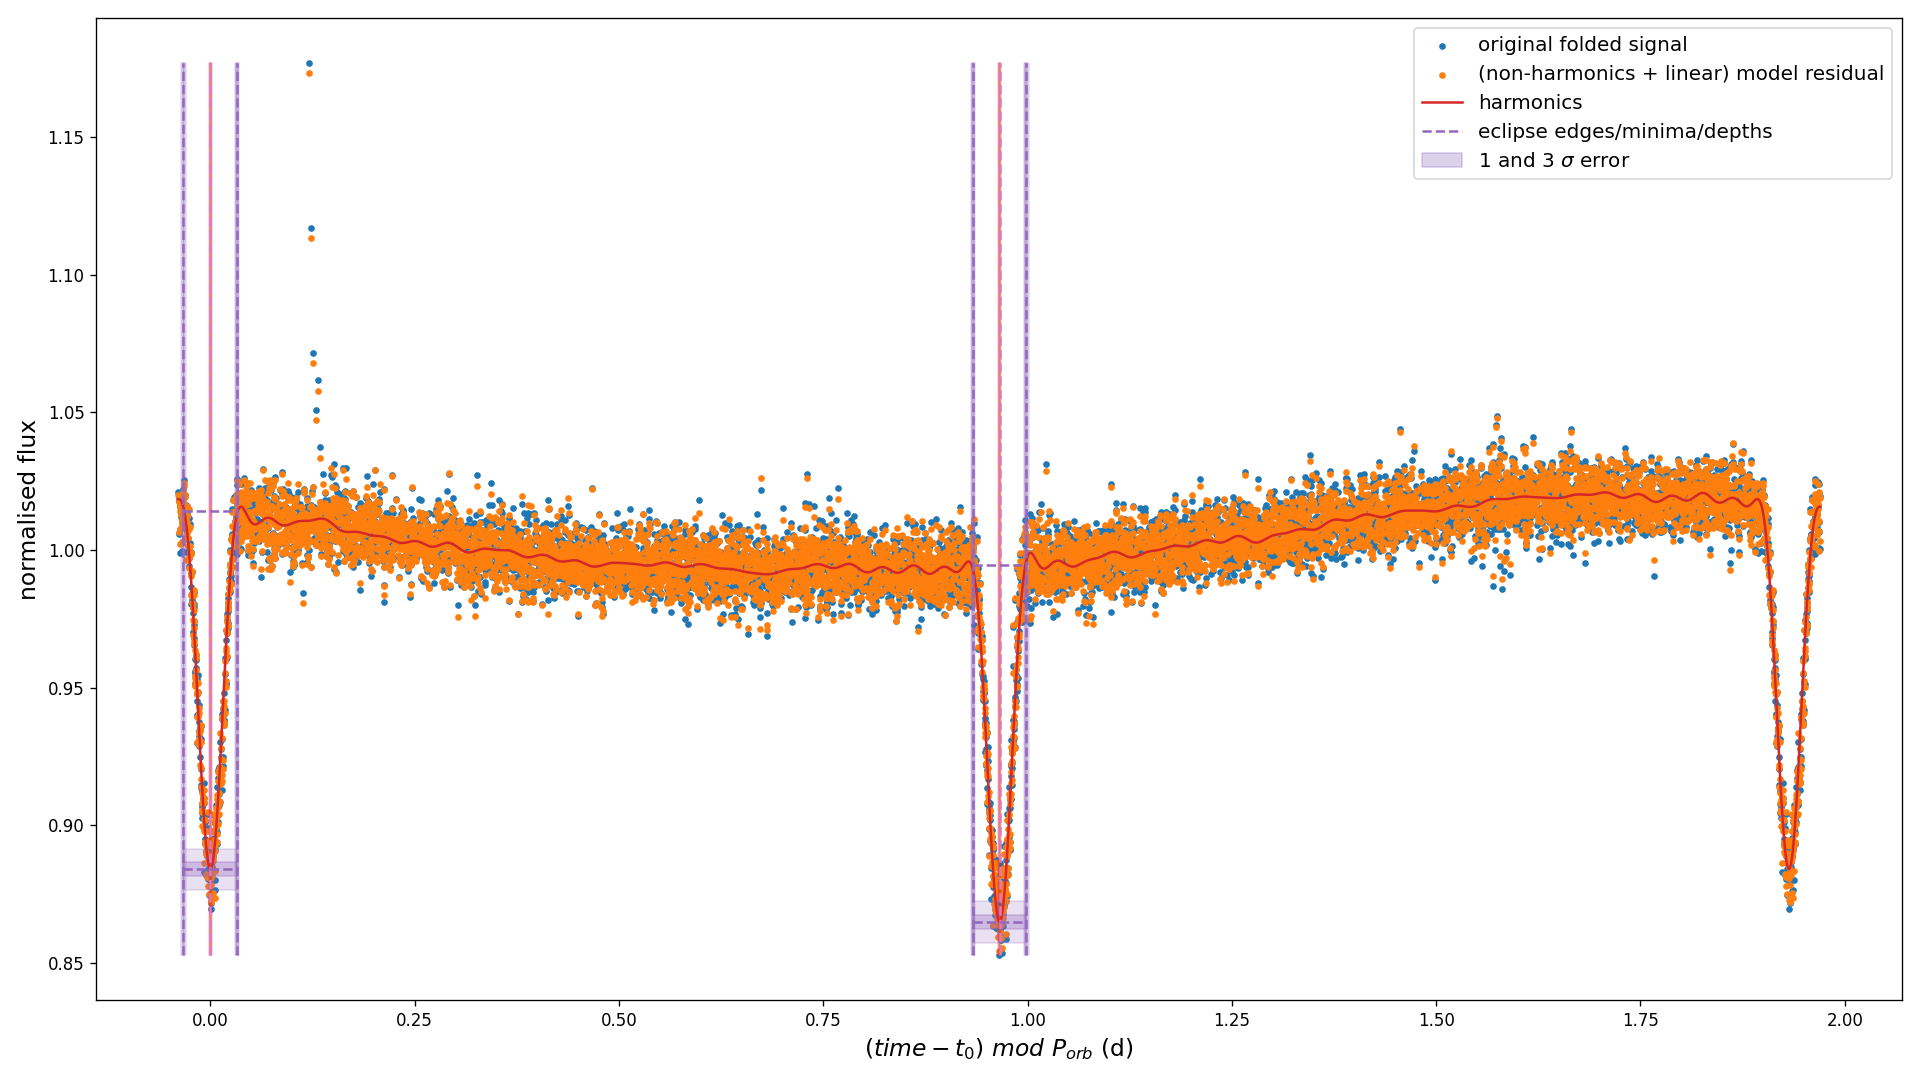 original folded signal
(non-harmonics + linear) model residual
harmonics
eclipse edges/minima/depths
1 and 3 σ error
normalised flux
1.15
1.10
1.05
1.00
0.95
0.90
0.85
0.00 0.25 0.50 0.75 1.00 1.25 1.50 1.75 2.00
(time − t₀) mod Pₒᵣb (d)